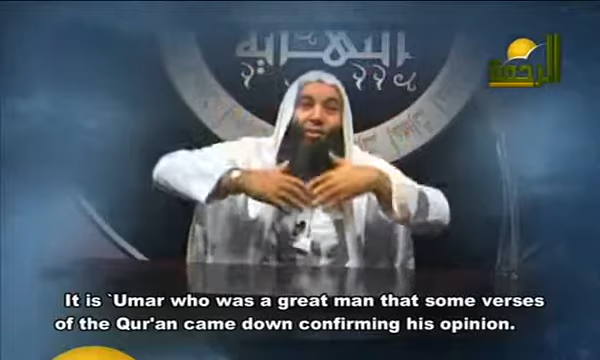 النهاية
الرحمة
It is `Umar who was a great man that some verses
of the Qur'an came down confirming his opinion.